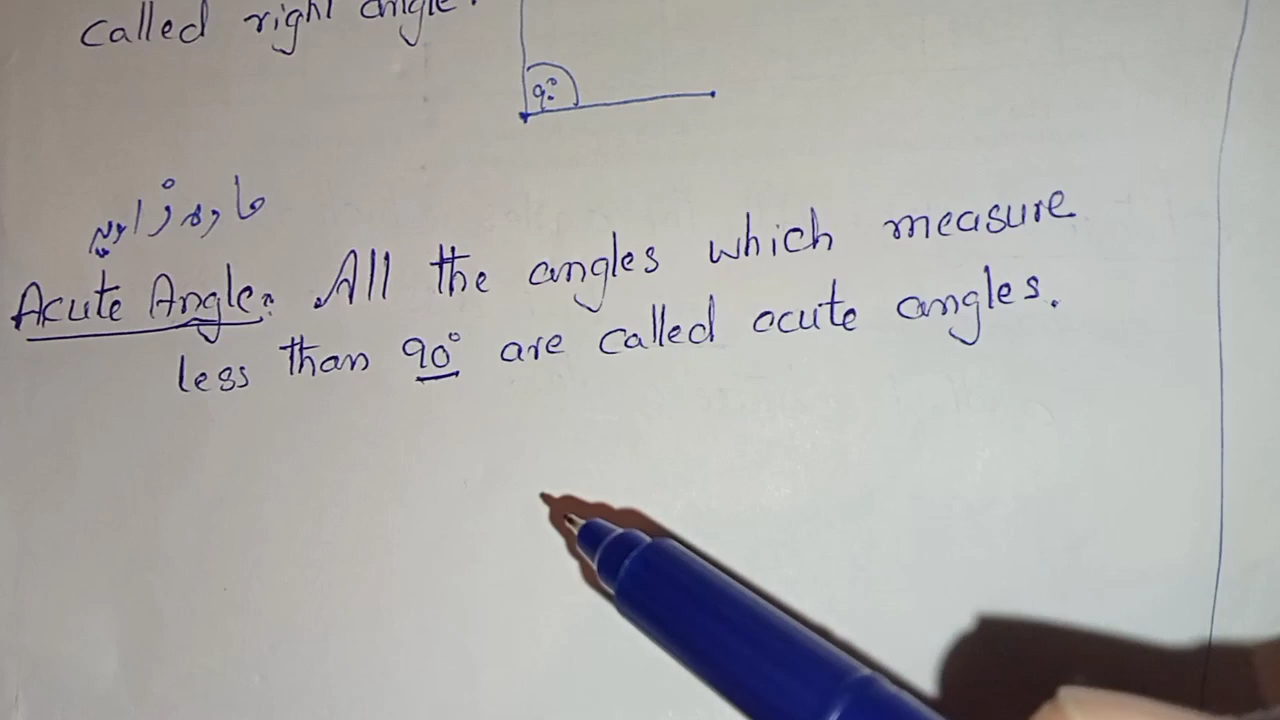 called right angle.
90°
حادہ زاویہ
Acute Angle: All the angles which measure
less than 90° are called acute angles.